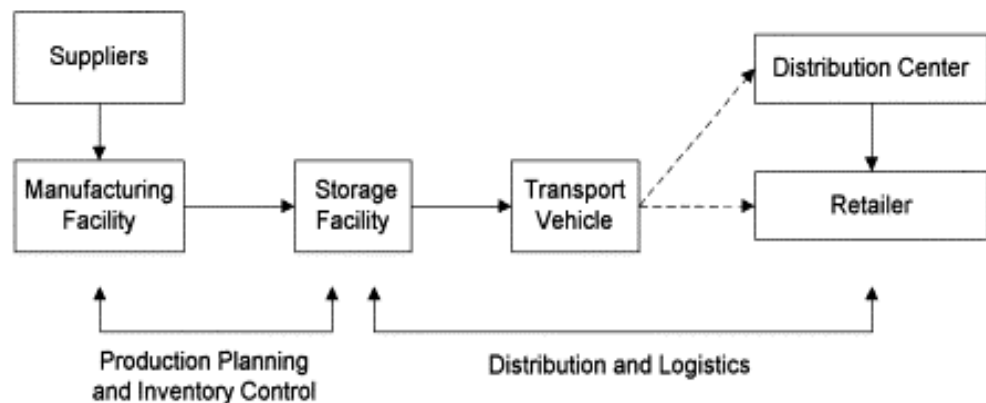 Suppliers
Distribution Center
Manufacturing
Facility
Storage
Facility
Transport
Vehicle
Retailer
Production Planning
and Inventory Control
Distribution and Logistics